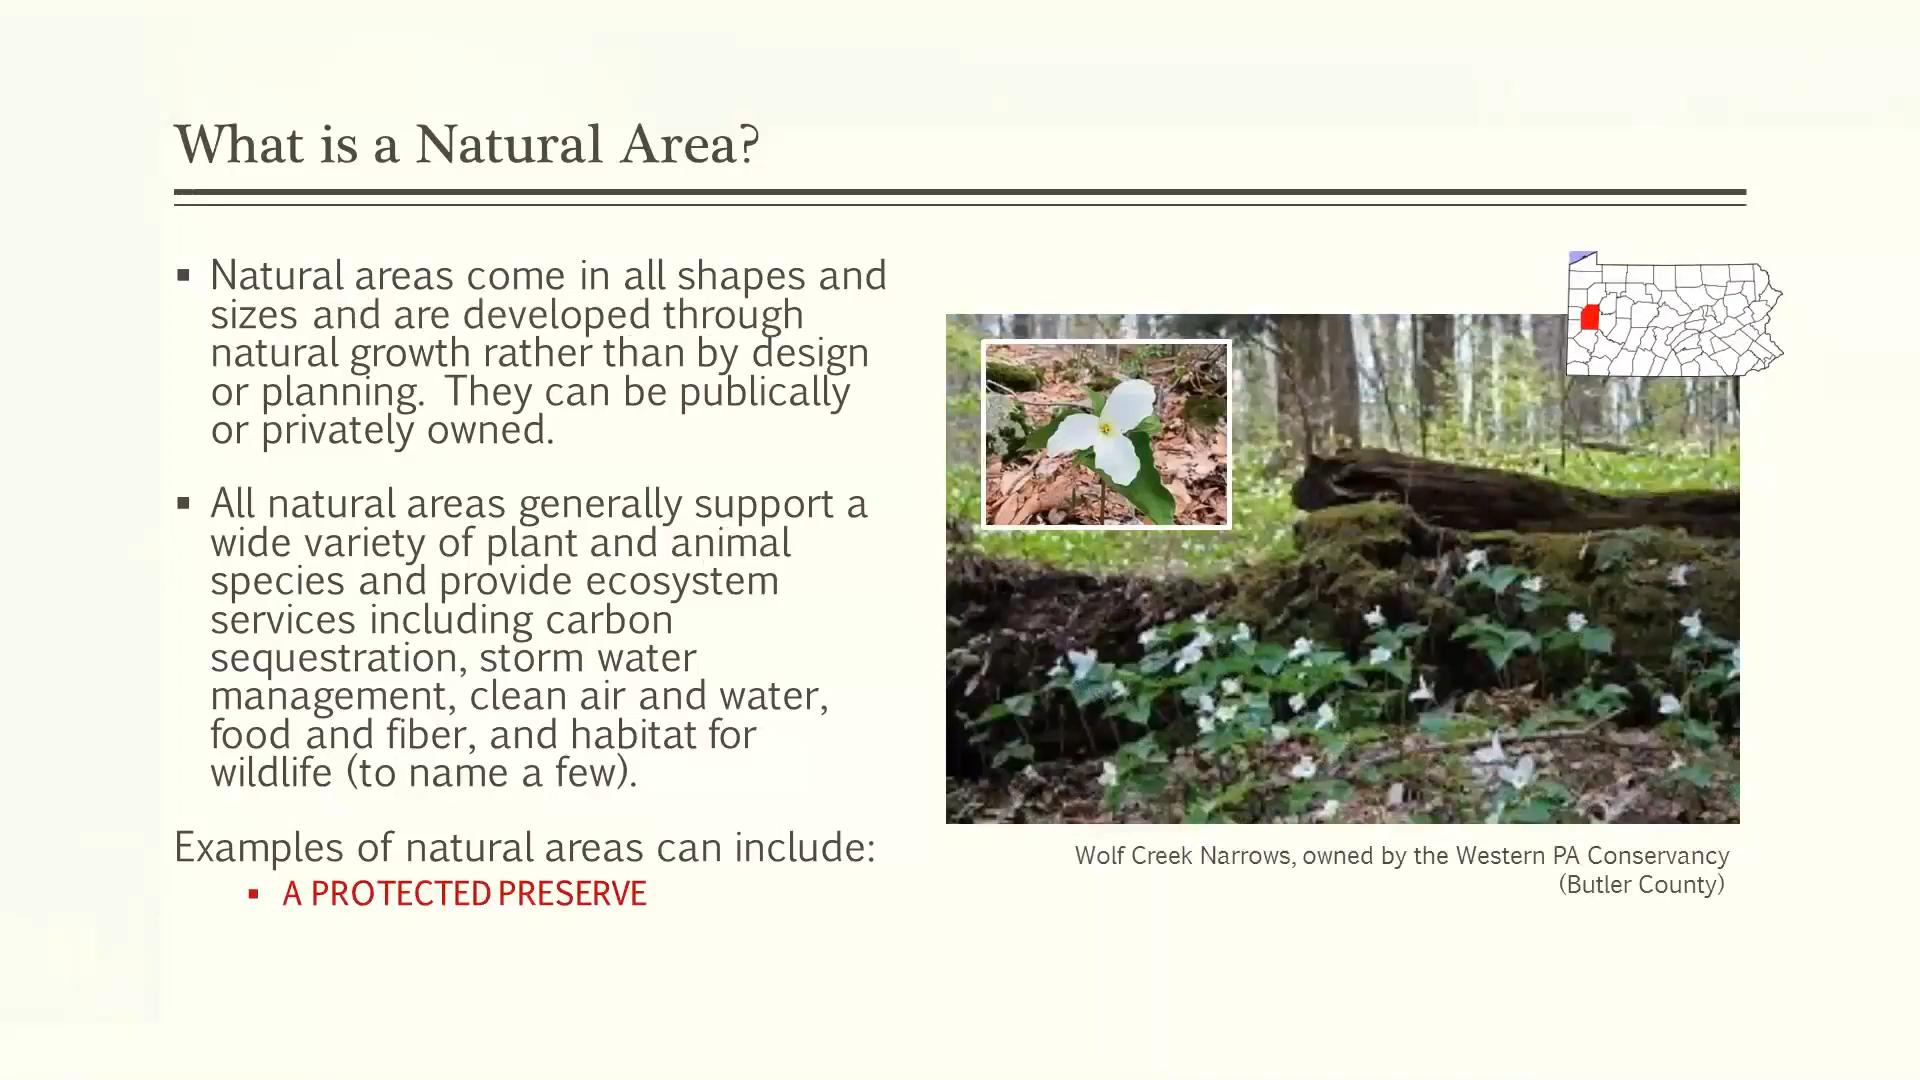 What is a Natural Area?
▪ Natural areas come in all shapes and
sizes and are developed through
natural growth rather than by design
or planning. They can be publically
or privately owned.
▪ All natural areas generally support a
wide variety of plant and animal
species and provide ecosystem
services including carbon
sequestration, storm water
management, clean air and water,
food and fiber, and habitat for
wildlife (to name a few).
Examples of natural areas can include:
▪ A PROTECTED PRESERVE
Wolf Creek Narrows, owned by the Western PA Conservancy
(Butler County)